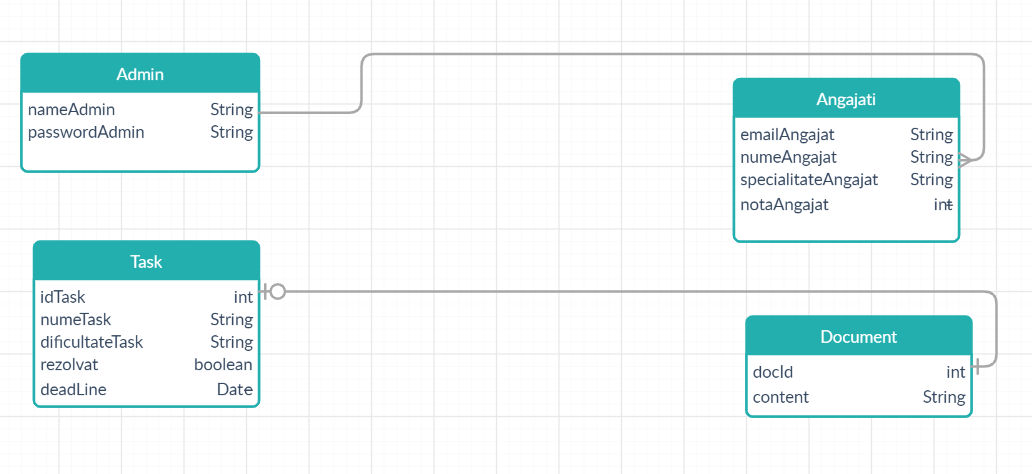 Admin
nameAdmin String
passwordAdmin String
Angajati
emailAngajat String
numeAngajat String
specialitateAngajat String
notaAngajat int
Task
idTask int
numeTask String
dificultateTask String
rezolvat boolean
deadLine Date
Document
docId int
content String